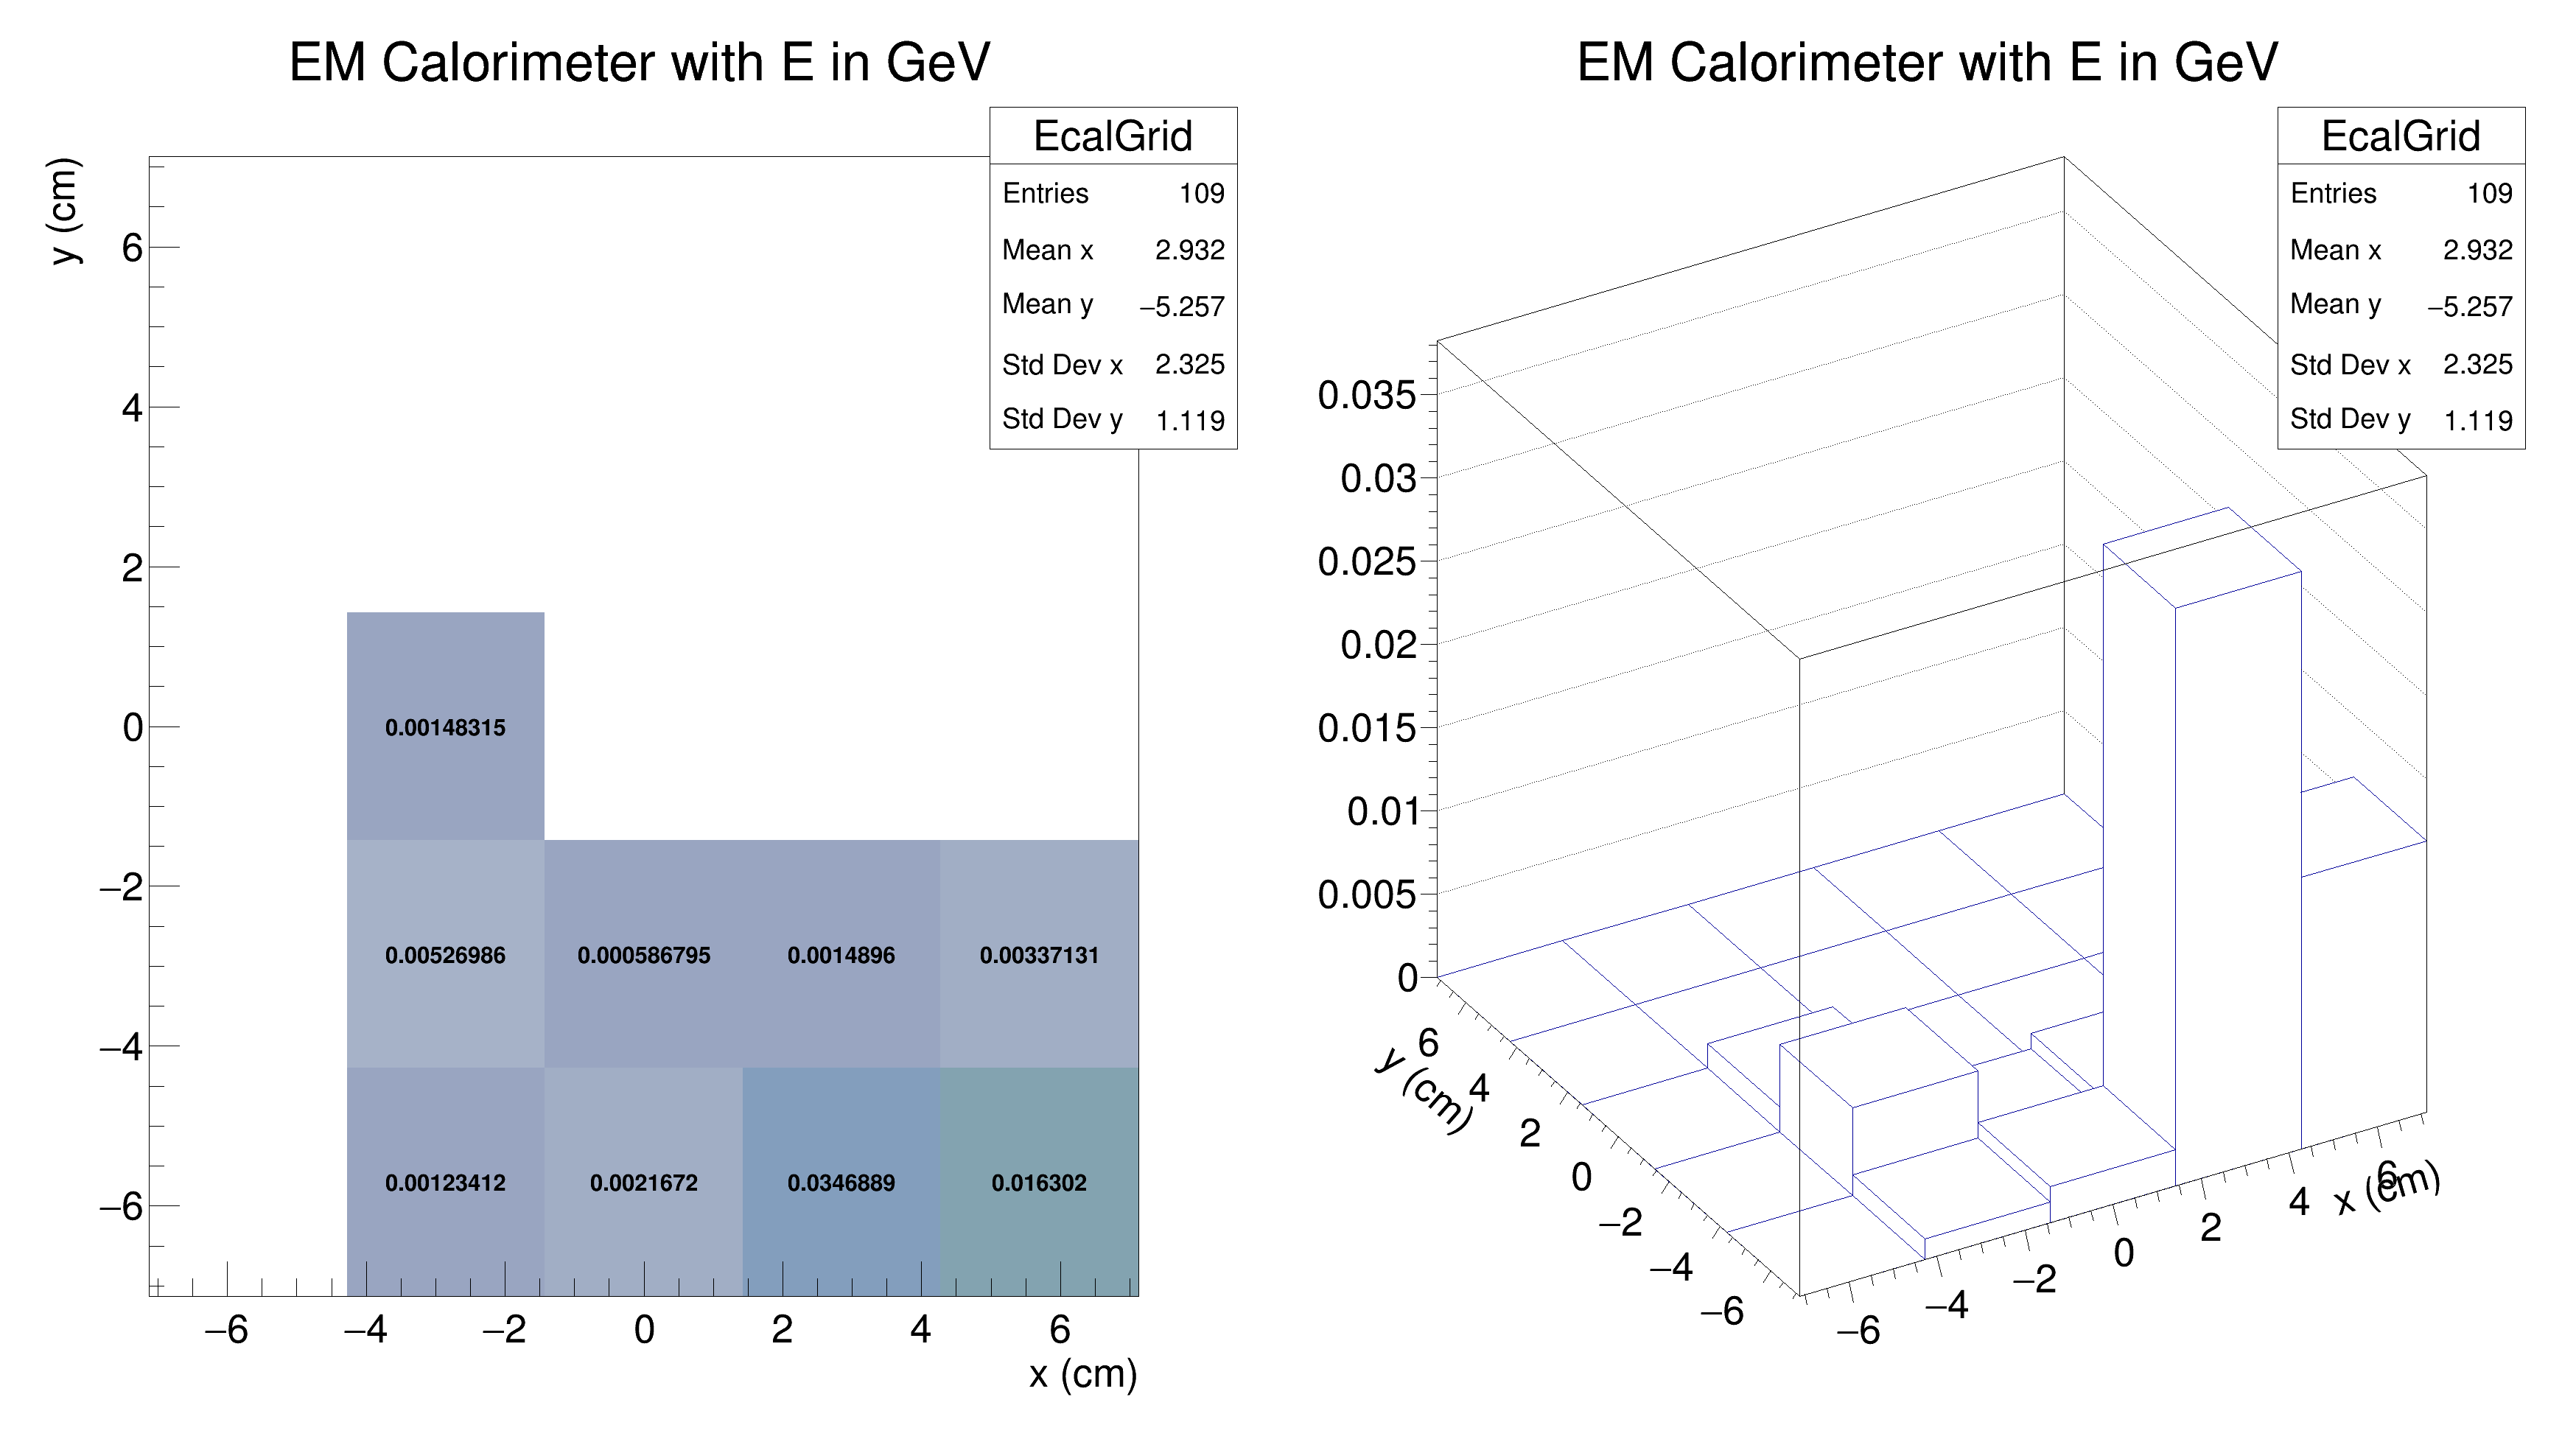 EM Calorimeter with E in GeV
EcalGrid
Entries 109
Mean x 2.932
Mean y −5.257
Std Dev x 2.325
Std Dev y 1.119
y (cm)
6
4
2
0
−2
−4
−6
0.00148315
0.00526986 0.000586795 0.0014896 0.00337131
0.00123412 0.0021672 0.0346889 0.016302
−6 −4 −2 0 2 4 6
x (cm)
EM Calorimeter with E in GeV
EcalGrid
Entries 109
Mean x 2.932
Mean y −5.257
Std Dev x 2.325
Std Dev y 1.119
0.035
0.03
0.025
0.02
0.015
0.01
0.005
0
6
4
2
0
−2
−4
−6
y (cm)
−6
−4
−2
0
2
4
6
x (cm)